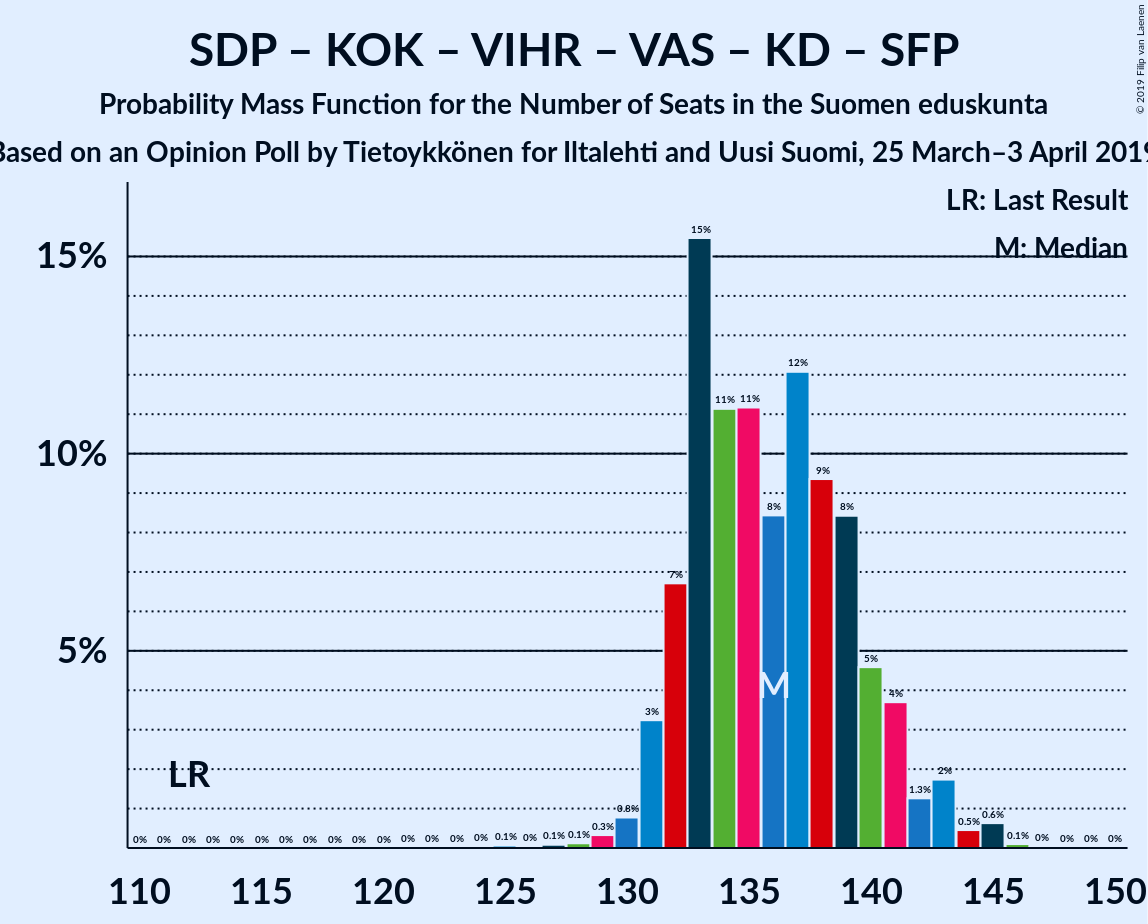 SDP – KOK – VIHR – VAS – KD – SFP
Probability Mass Function for the Number of Seats in the Suomen eduskunta
Based on an Opinion Poll by Tietoykkönen for Iltalehti and Uusi Suomi, 25 March–3 April 2019
© 2019 Filip van Laenen
LR: Last Result
M: Median
15%
10%
5%
LR
M
0% 0% 0% 0% 0% 0% 0% 0% 0% 0% 0% 0% 0% 0% 0% 0.1% 0% 0.1% 0.1% 0.3% 0.8% 3% 7% 15% 11% 11% 8% 12% 9% 8% 5% 4% 1.3% 2% 0.5% 0.6% 0.1% 0% 0% 0% 0%
110 115 120 125 130 135 140 145 150